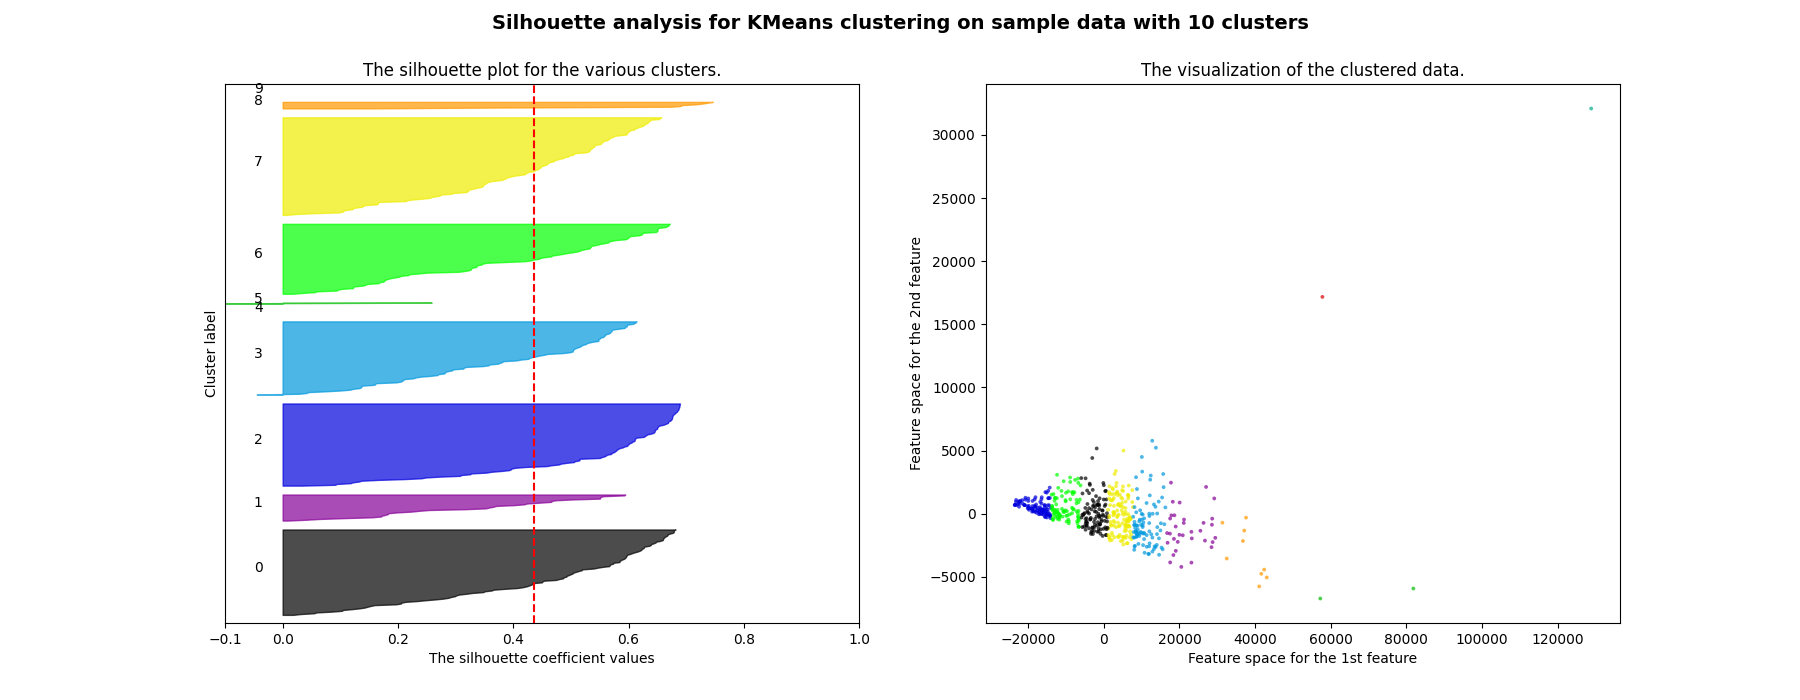 Silhouette analysis for KMeans clustering on sample data with 10 clusters
The silhouette plot for the various clusters.
9
8
7
6
5
4
3
2
1
0
Cluster label
−0.1 0.0 0.2 0.4 0.6 0.8 1.0
The silhouette coefficient values
The visualization of the clustered data.
30000
25000
20000
15000
10000
5000
0
−5000
Feature space for the 2nd feature
−20000 0 20000 40000 60000 80000 100000 120000
Feature space for the 1st feature